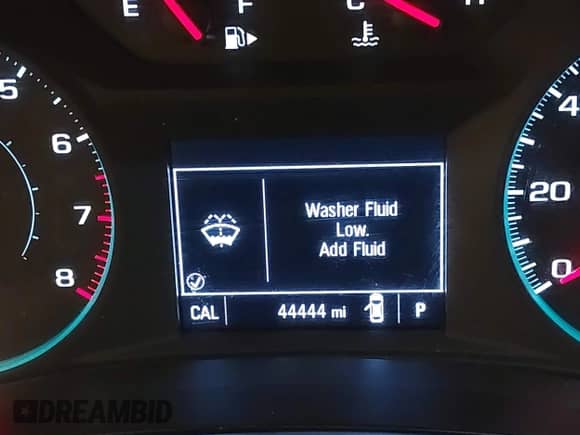 E F C H
5
6
7
8
4
20
0
Washer Fluid
Low.
Add Fluid
CAL 44444 mi P
DREAMBID